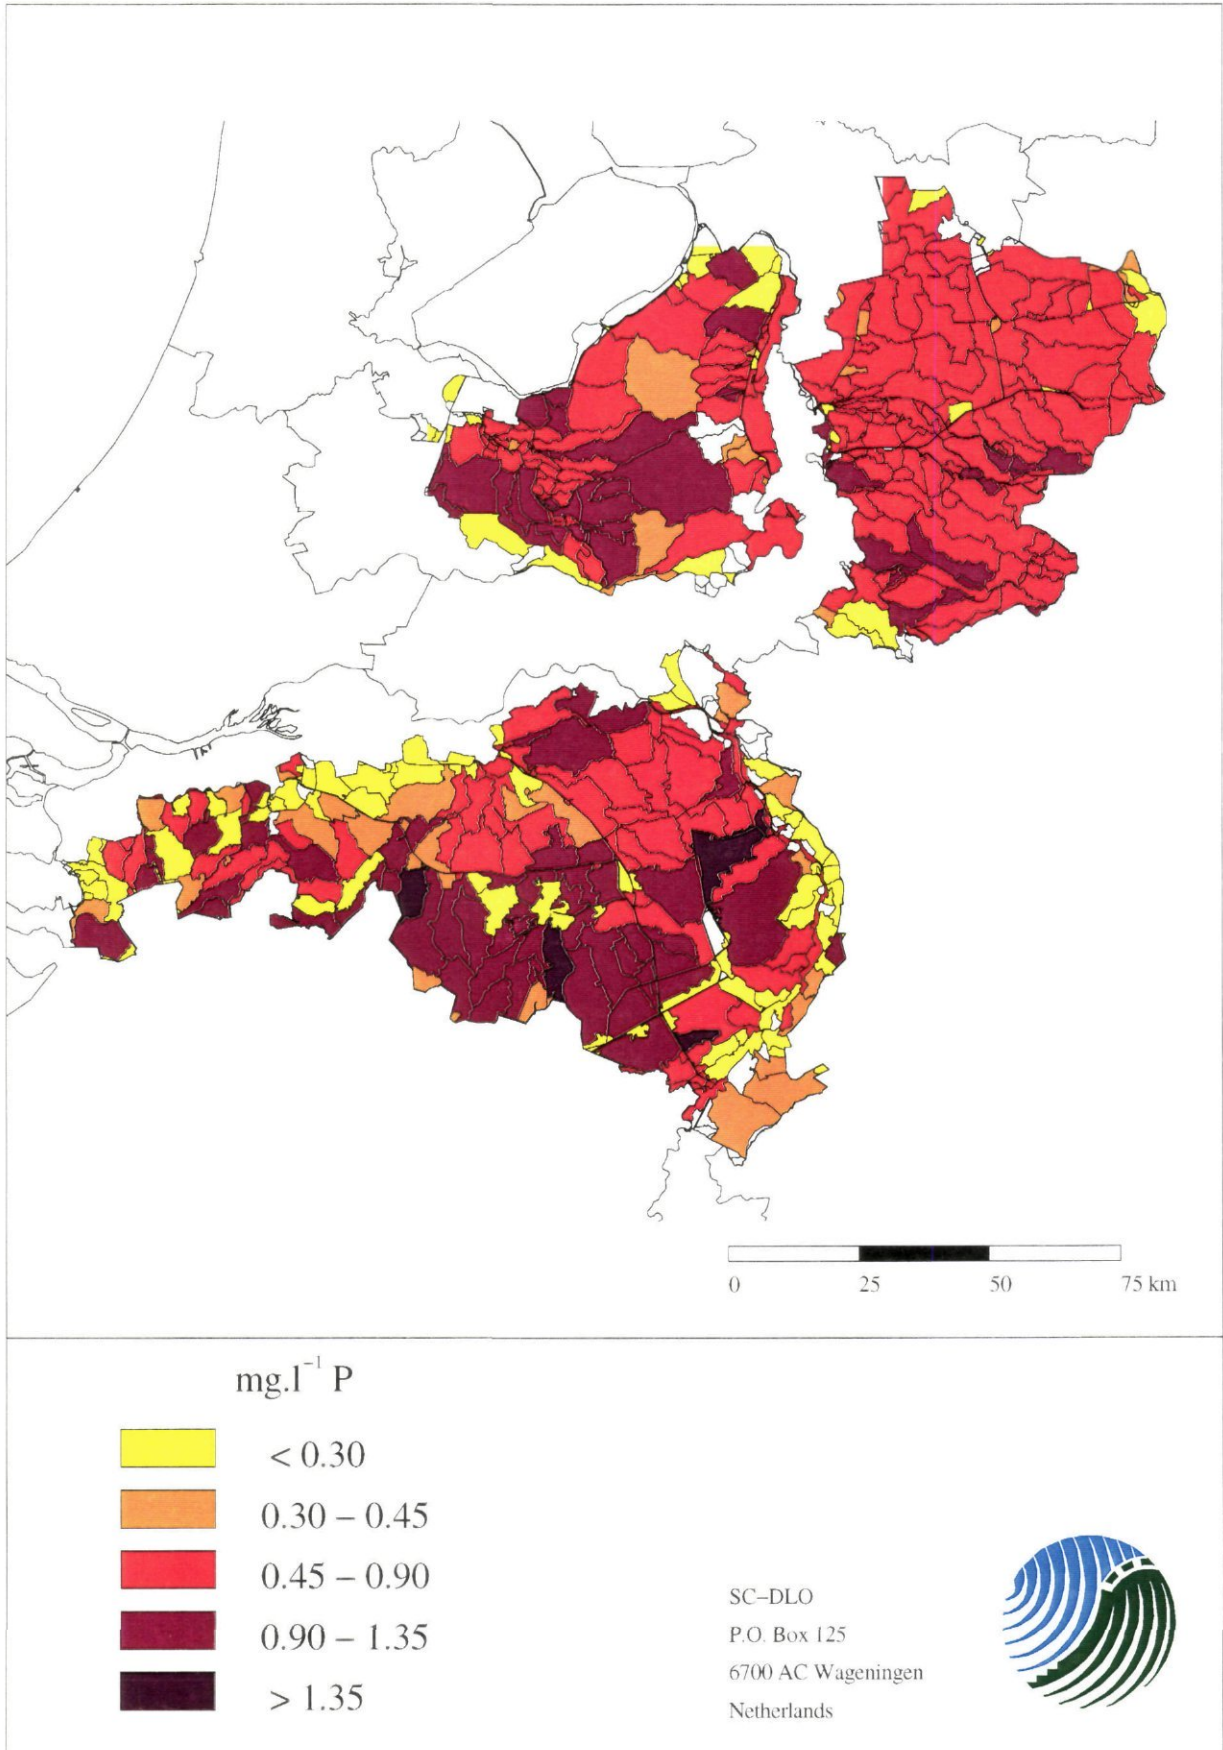 0 25 50 75 km
mg.l⁻¹ P
< 0.30
0.30 – 0.45
0.45 – 0.90
0.90 – 1.35
> 1.35
SC–DLO
P.O. Box 125
6700 AC Wageningen
Netherlands